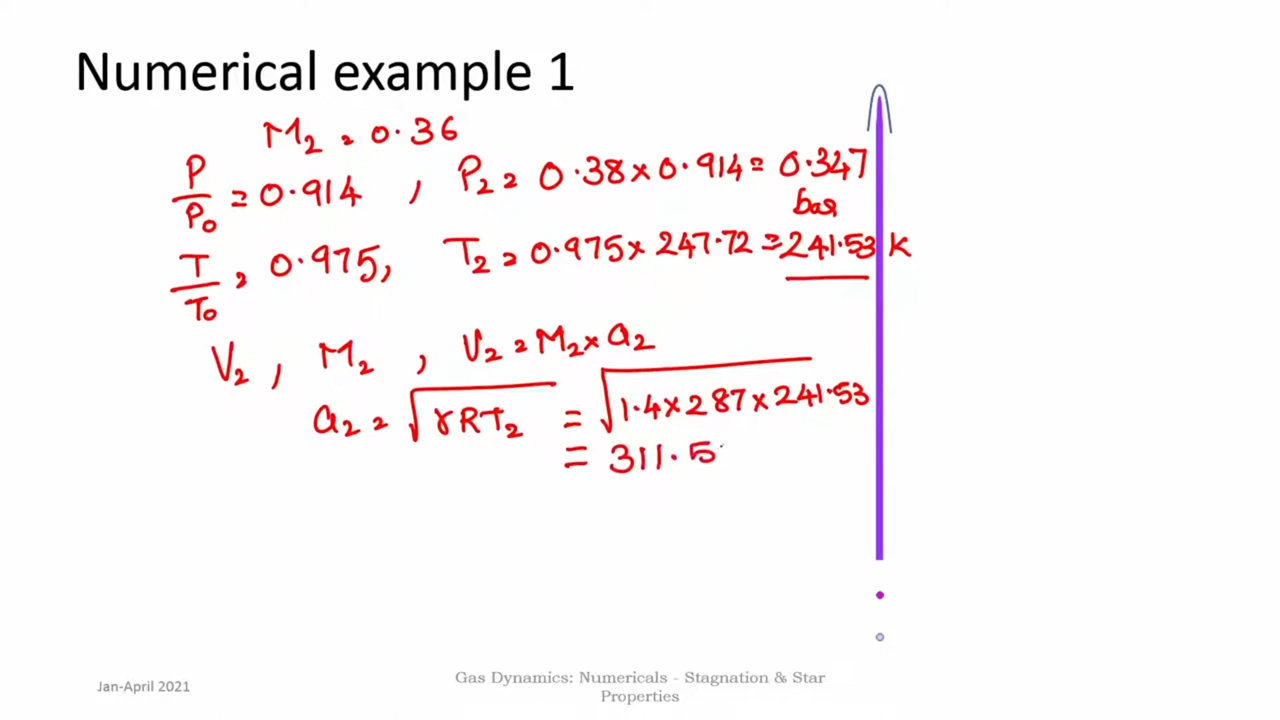 Numerical example 1
M₂ = 0.36
P/P₀ = 0.914 , P₂ = 0.38 × 0.914 = 0.347 bar
T/T₀ = 0.975, T₂ = 0.975 × 247.72 = 241.53 K
V₂ , M₂ , V₂ = M₂ × a₂
a₂ = √γRT₂ = √1.4 × 287 × 241.53
= 311.5
Jan-April 2021
Gas Dynamics: Numericals - Stagnation & Star
Properties